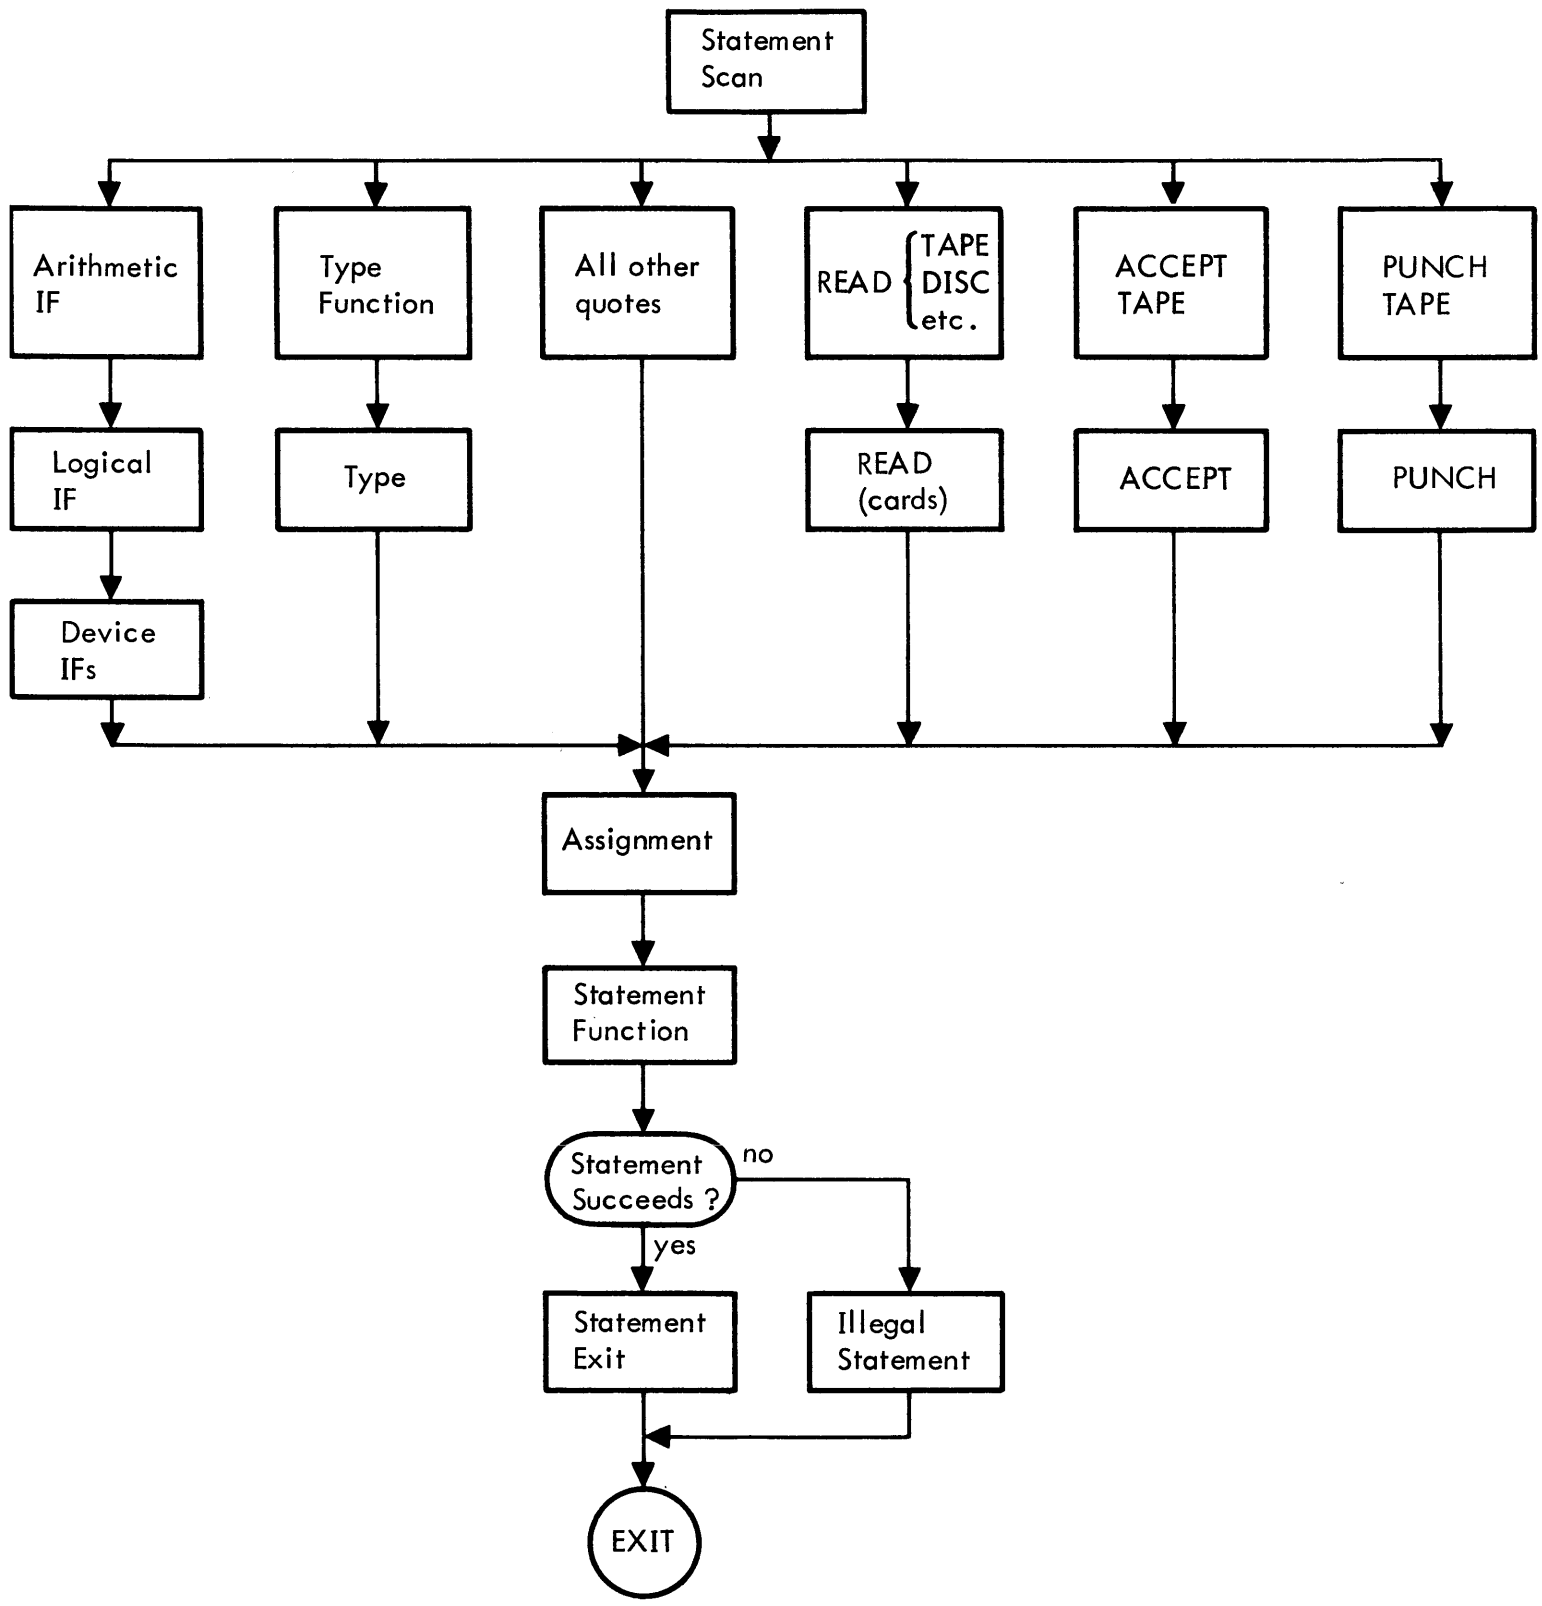 Statement
Scan
Arithmetic
IF
Type
Function
All other
quotes
READ { TAPE
DISC
etc.
ACCEPT
TAPE
PUNCH
TAPE
Logical
IF
Type
READ
(cards)
ACCEPT
PUNCH
Device
IFs
Assignment
Statement
Function
Statement
Succeeds ?
no
yes
Statement
Exit
Illegal
Statement
EXIT